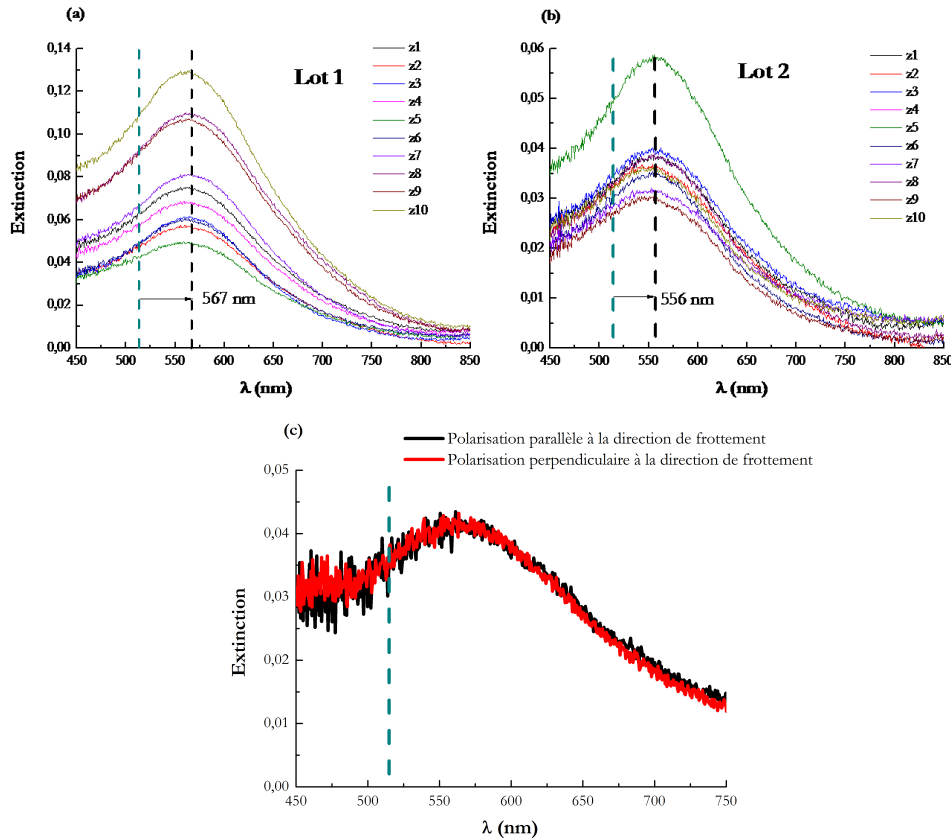 (a)
0,14
0,12
0,10
0,08
0,06
0,04
0,02
0,00
Extinction
Lot 1
z1
z2
z3
z4
z5
z6
z7
z8
z9
z10
567 nm
450 500 550 600 650 700 750 800 850
λ (nm)
(b)
0,06
0,05
0,04
0,03
0,02
0,01
0,00
Extinction
Lot 2
z1
z2
z3
z4
z5
z6
z7
z8
z9
z10
556 nm
450 500 550 600 650 700 750 800 850
λ (nm)
(c)
Polarisation parallèle à la direction de frottement
Polarisation perpendiculaire à la direction de frottement
0,05
0,04
0,03
0,02
0,01
0,00
Extinction
450 500 550 600 650 700 750
λ (nm)